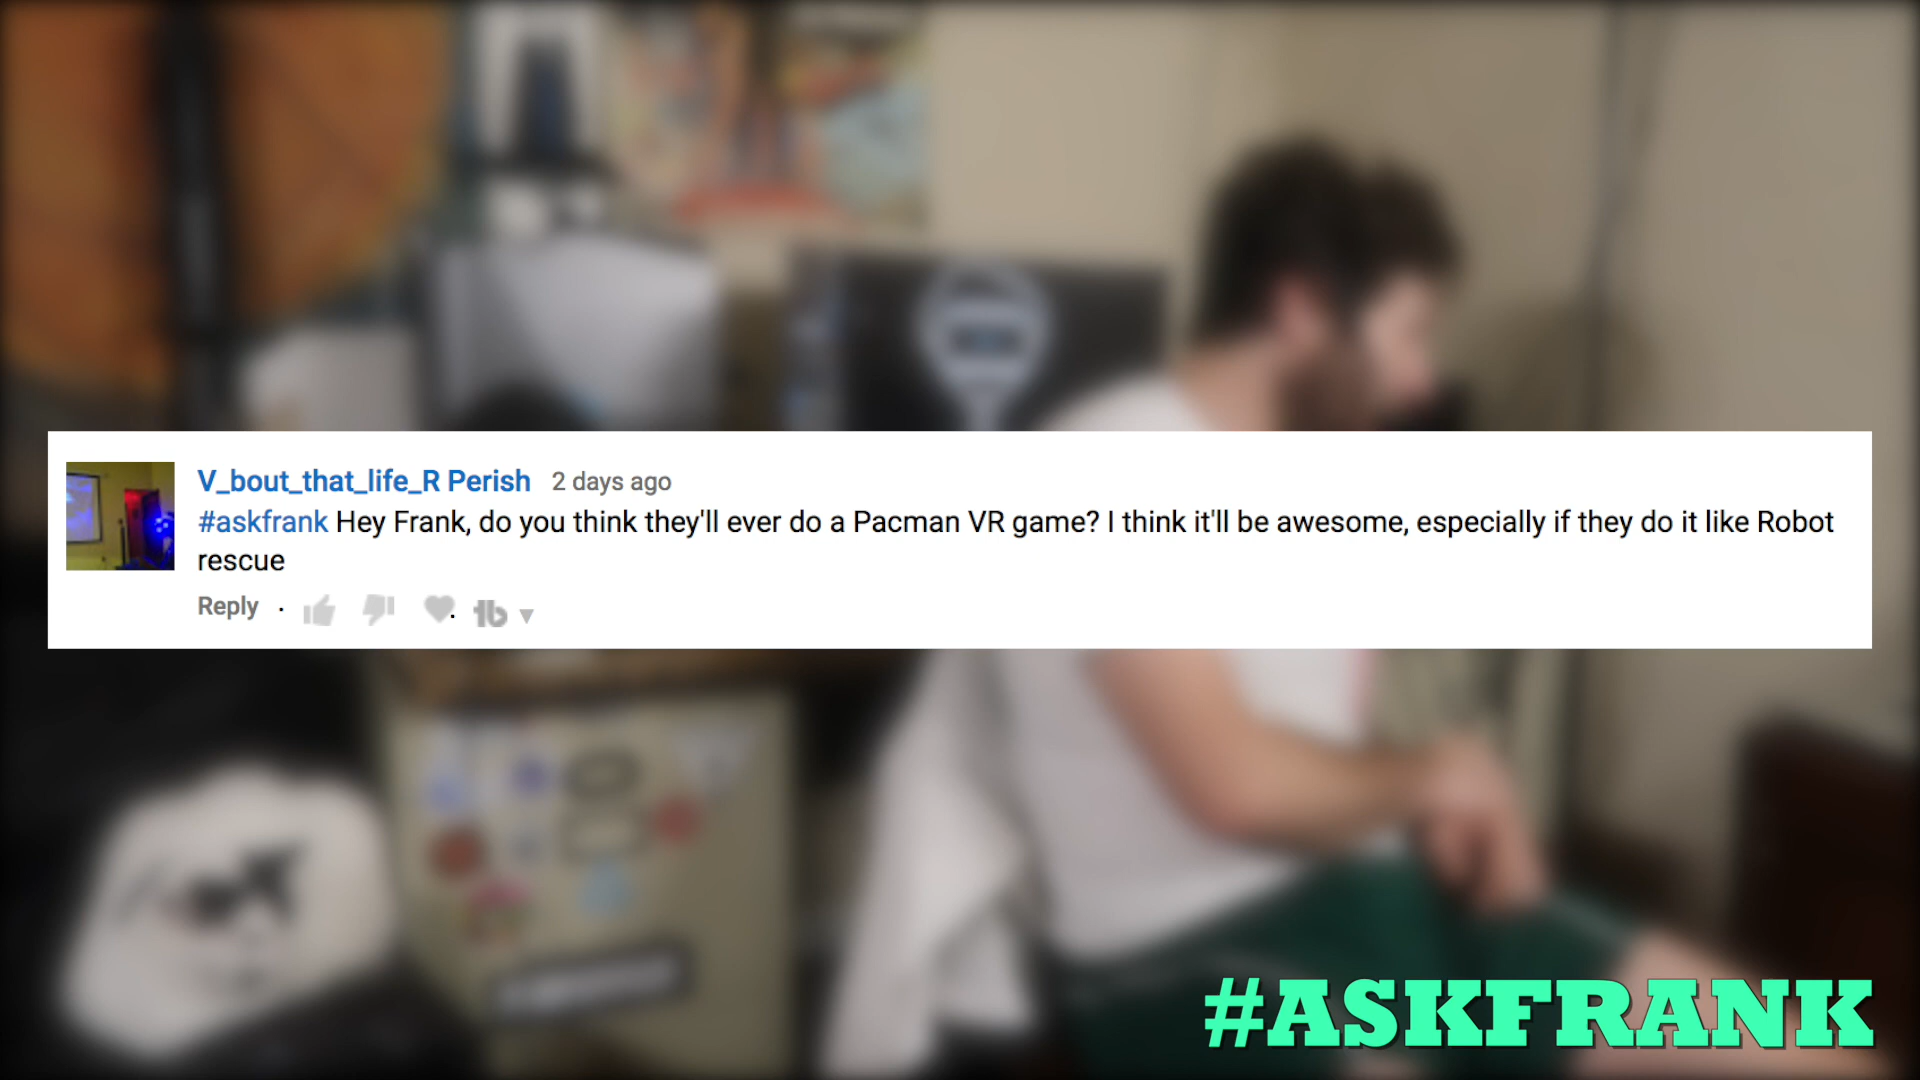 V_bout_that_life_R Perish 2 days ago
#askfrank Hey Frank, do you think they'll ever do a Pacman VR game? I think it'll be awesome, especially if they do it like Robot
rescue
Reply
#ASKFRANK